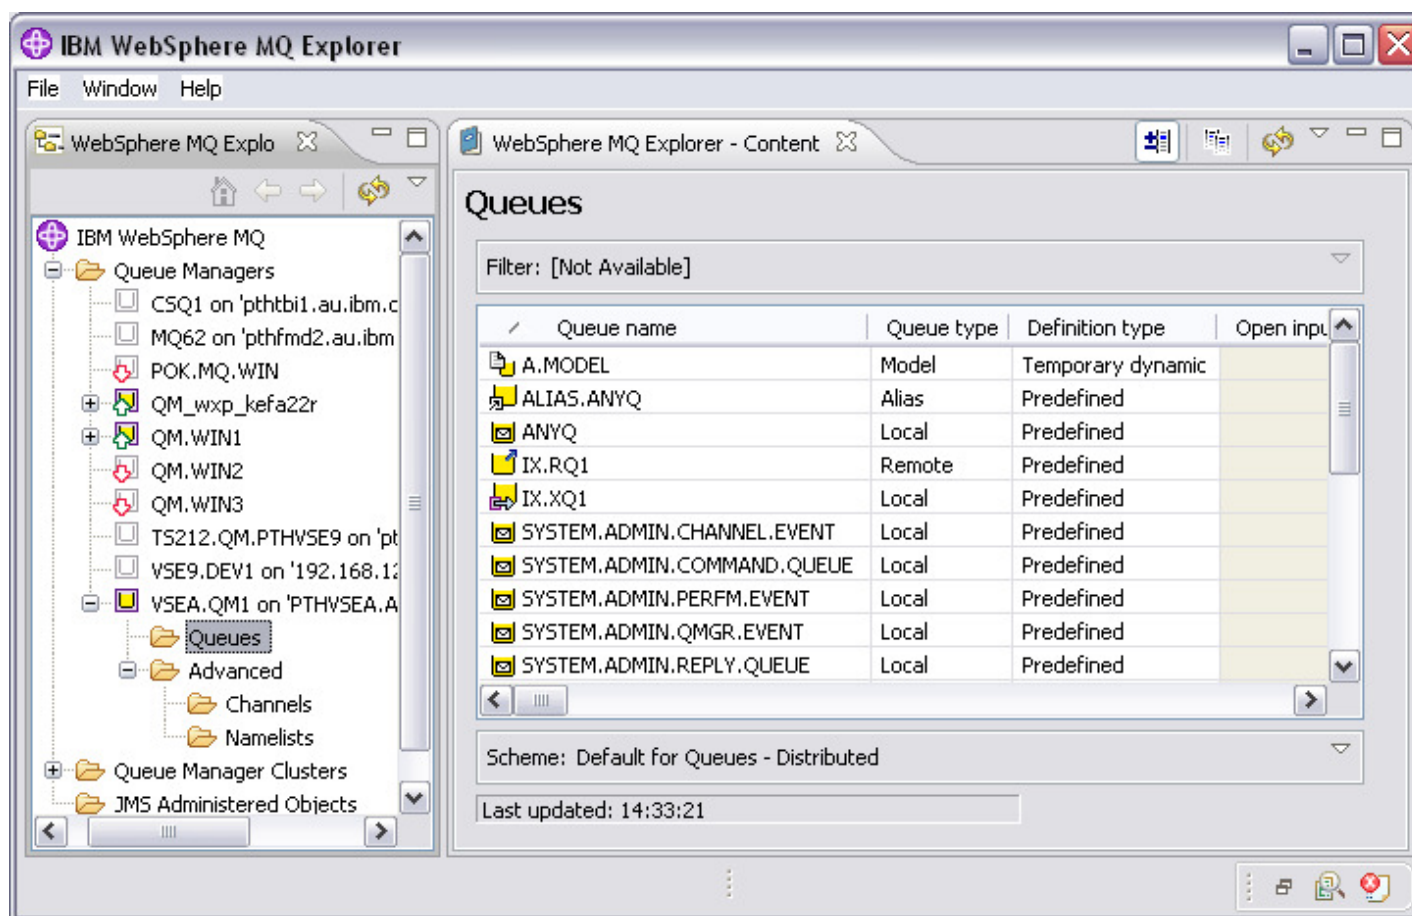 IBM WebSphere MQ Explorer
File Window Help
WebSphere MQ Explo
IBM WebSphere MQ
Queue Managers
CSQ1 on 'pthtbi1.au.ibm.c
MQ62 on 'pthfmd2.au.ibm
POK.MQ.WIN
QM_wxp_kefa22r
QM.WIN1
QM.WIN2
QM.WIN3
TS212.QM.PTHVSE9 on 'pt
VSE9.DEV1 on '192.168.12
VSEA.QM1 on 'PTHVSEA.A
Queues
Advanced
Channels
Namelists
Queue Manager Clusters
JMS Administered Objects
WebSphere MQ Explorer - Content
Queues
Filter: [Not Available]
Queue name Queue type Definition type Open inpu
A.MODEL Model Temporary dynamic
ALIAS.ANYQ Alias Predefined
ANYQ Local Predefined
IX.RQ1 Remote Predefined
IX.XQ1 Local Predefined
SYSTEM.ADMIN.CHANNEL.EVENT Local Predefined
SYSTEM.ADMIN.COMMAND.QUEUE Local Predefined
SYSTEM.ADMIN.PERFM.EVENT Local Predefined
SYSTEM.ADMIN.QMGR.EVENT Local Predefined
SYSTEM.ADMIN.REPLY.QUEUE Local Predefined
Scheme: Default for Queues - Distributed
Last updated: 14:33:21